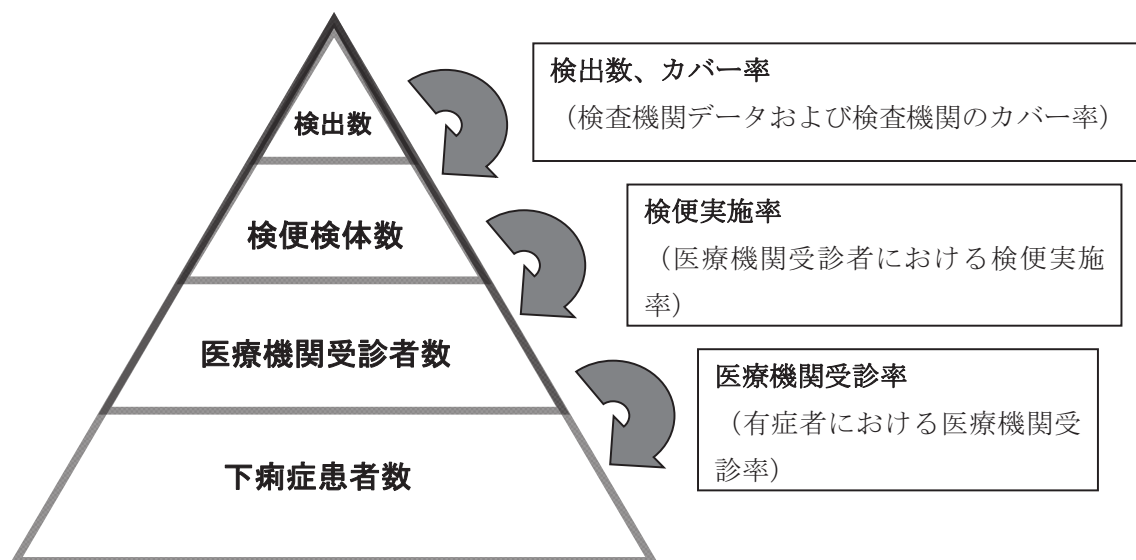 検出数
検便検体数
医療機関受診者数
下痢症患者数
検出数、カバー率
（検査機関データおよび検査機関のカバー率）
検便実施率
（医療機関受診者における検便実施
率）
医療機関受診率
（有症者における医療機関受
診率）